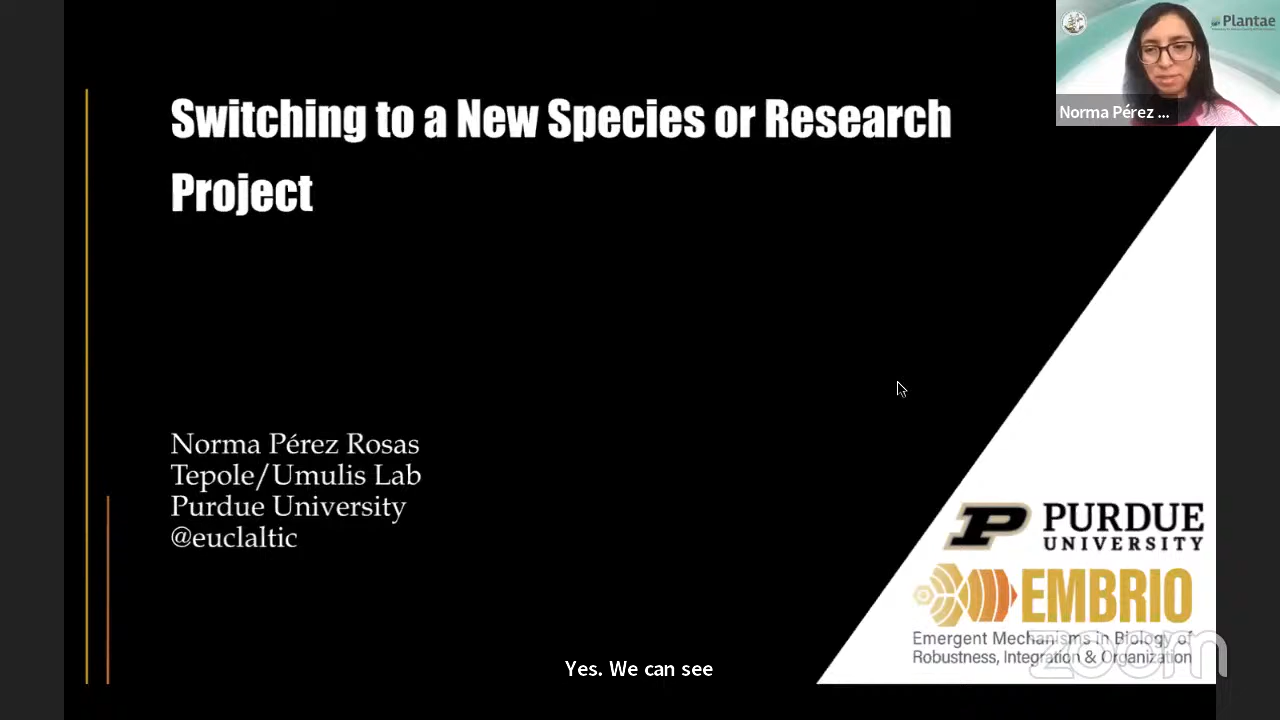 Plantae
Norma Pérez ...
Switching to a New Species or Research
Project
Norma Pérez Rosas
Tepole/Umulis Lab
Purdue University
@euclaltic
P PURDUE
UNIVERSITY
EMBRIO
Emergent Mechanisms in Biology of
Robustness, Integration & Organization
zoom
Yes. We can see